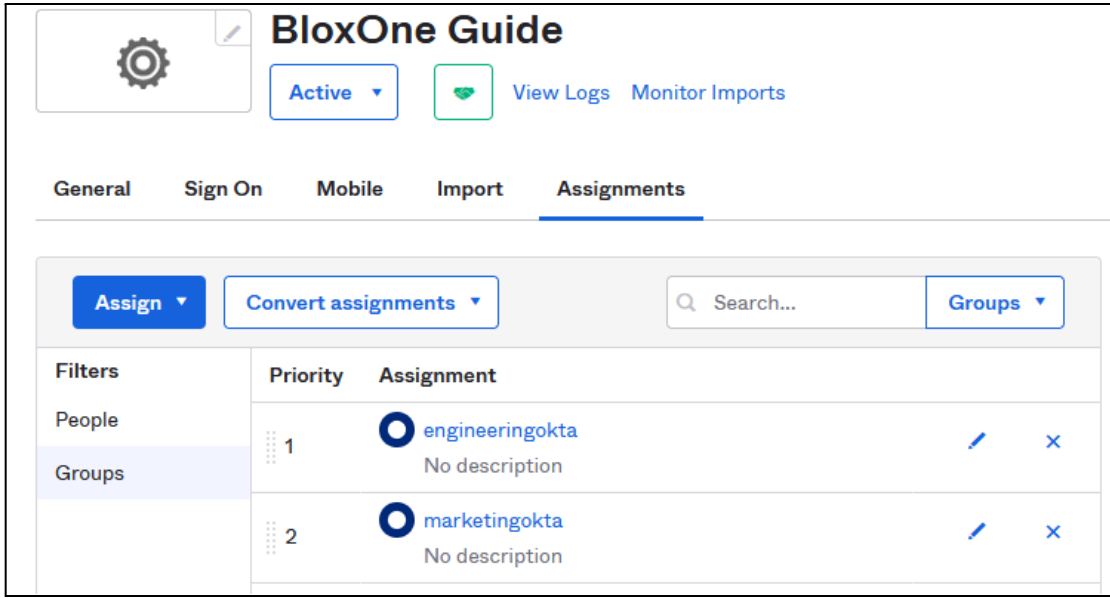 BloxOne Guide
Active View Logs Monitor Imports
General Sign On Mobile Import Assignments
Assign Convert assignments Search... Groups
Filters Priority Assignment
People 1 engineeringokta
No description
Groups
2 marketingokta
No description